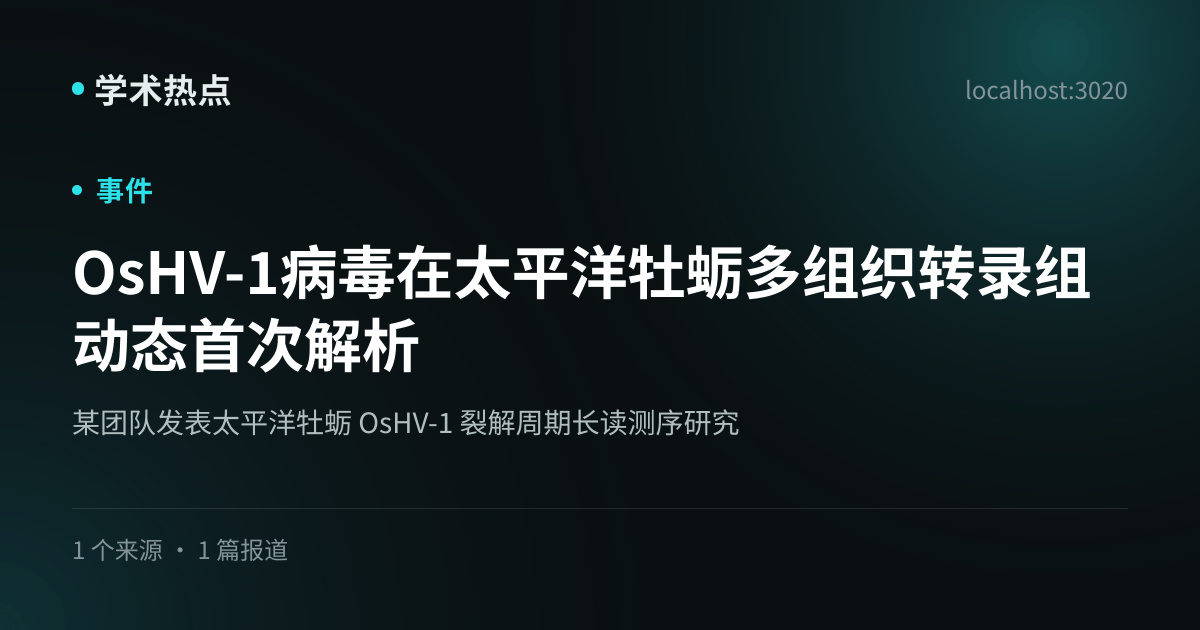 学术热点
localhost:3020
事件
OsHV-1病毒在太平洋牡蛎多组织转录组
动态首次解析
某团队发表太平洋牡蛎 OsHV-1 裂解周期长读测序研究
1 个来源 · 1 篇报道